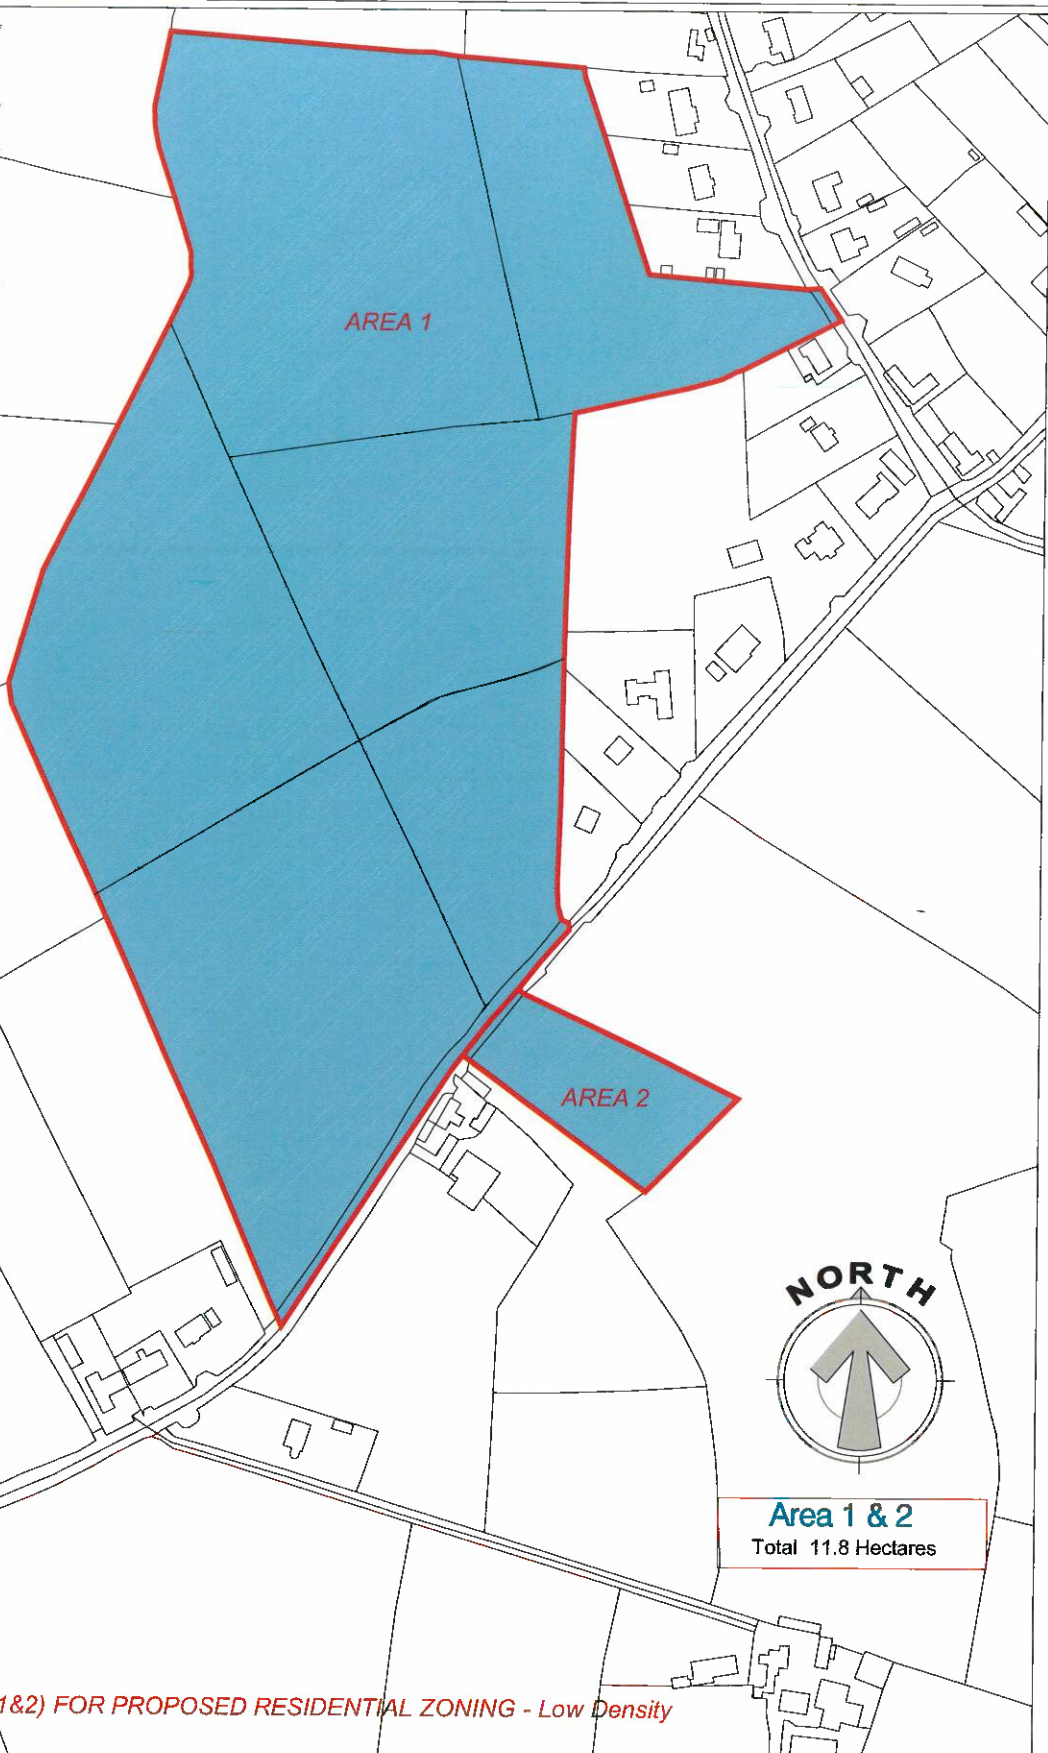 AREA 1
AREA 2
NORTH
Area 1 & 2
Total 11.8 Hectares
1&2) FOR PROPOSED RESIDENTIAL ZONING - Low Density